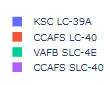 KSC LC-39A
CCAFS LC-40
VAFB SLC-4E
CCAFS SLC-40